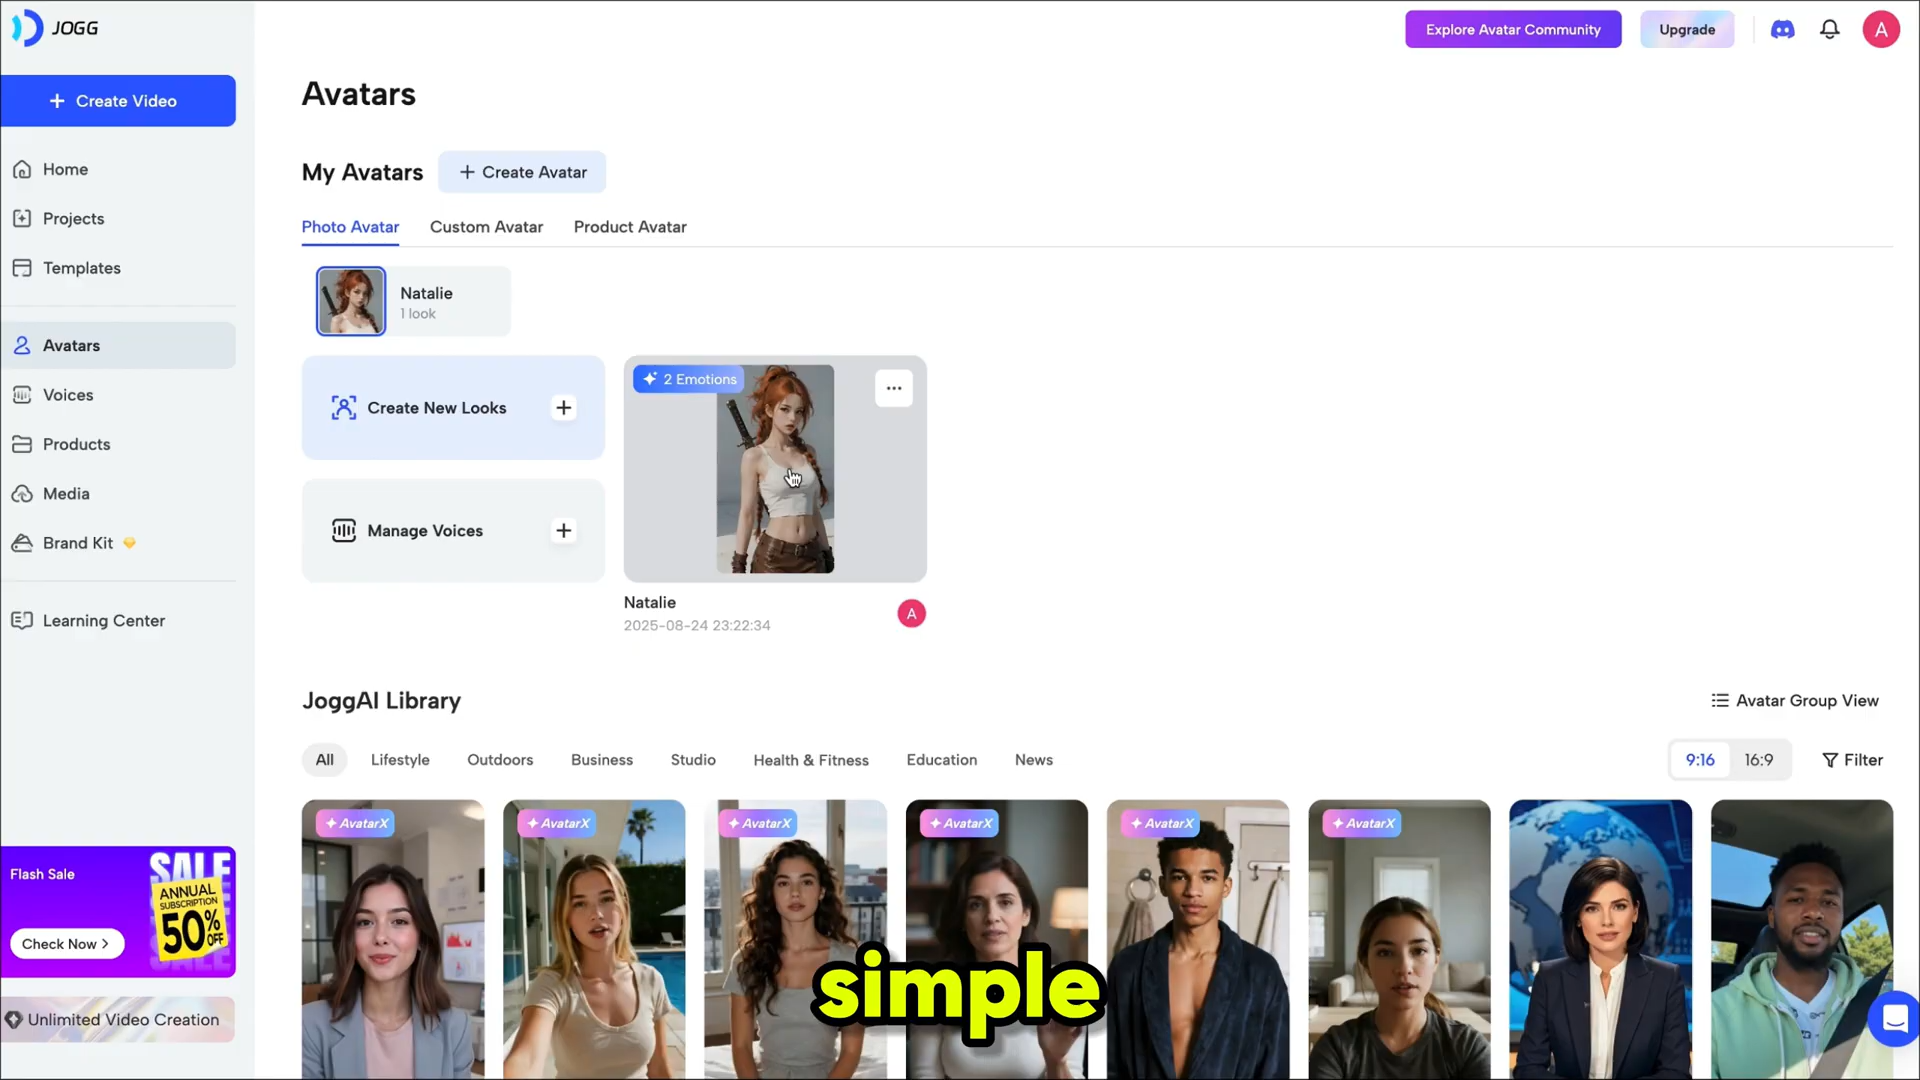 JOGG
Explore Avatar Community
Upgrade
A
Create Video
Home
Projects
Templates
Avatars
Voices
Products
Media
Brand Kit
Learning Center
Flash Sale
Check Now >
SALE
ANNUAL
SUBSCRIPTION
50% OFF
SALE
Unlimited Video Creation
Avatars
My Avatars
+ Create Avatar
Photo Avatar
Custom Avatar
Product Avatar
Natalie
1 look
Create New Looks
Manage Voices
2 Emotions
Natalie
2025-08-24 23:22:34
A
JoggAI Library
Avatar Group View
All
Lifestyle
Outdoors
Business
Studio
Health & Fitness
Education
News
9:16
16:9
Filter
AvatarX
AvatarX
AvatarX
AvatarX
AvatarX
AvatarX
simple